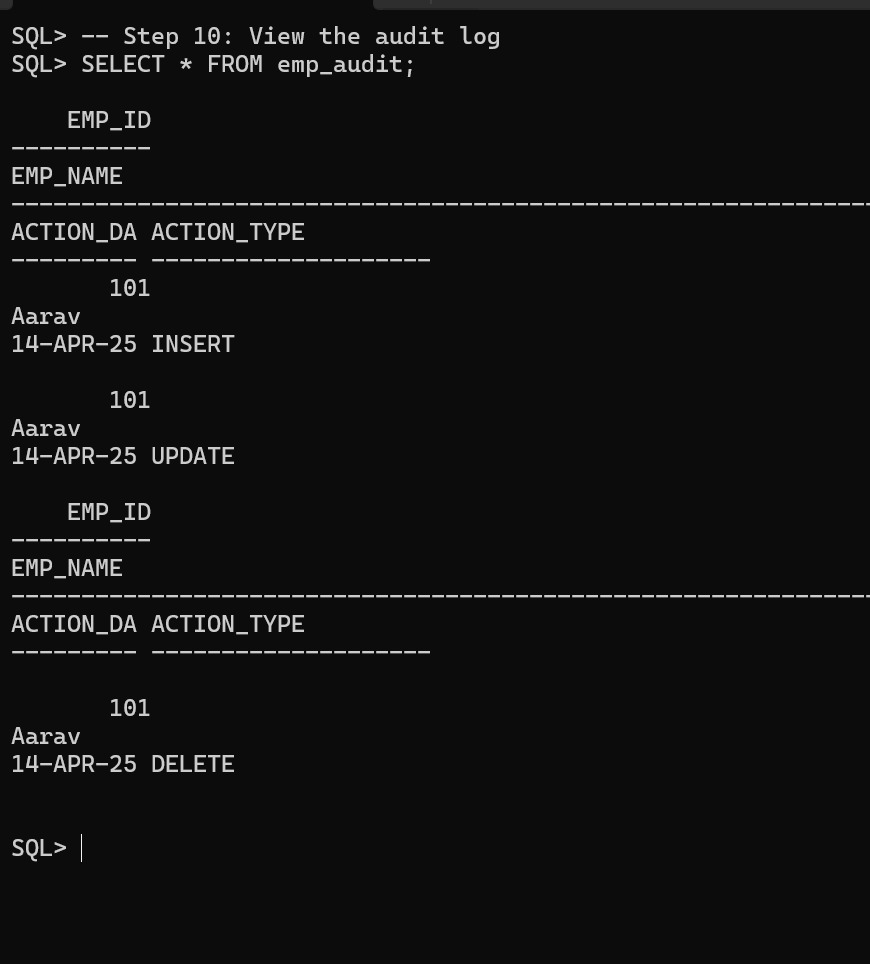 SQL> -- Step 10: View the audit log
SQL> SELECT * FROM emp_audit;
    EMP_ID
----------
EMP_NAME
--------------------------------------------------------------
ACTION_DA ACTION_TYPE
--------- --------------------
       101
Aarav
14-APR-25 INSERT
       101
Aarav
14-APR-25 UPDATE
    EMP_ID
----------
EMP_NAME
--------------------------------------------------------------
ACTION_DA ACTION_TYPE
--------- --------------------
       101
Aarav
14-APR-25 DELETE
SQL>